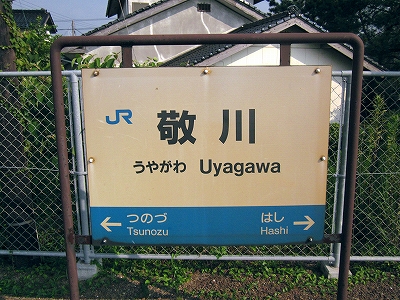 JR
敬川
うやがわ Uyagawa
← つのづ はし →
Tsunozu Hashi